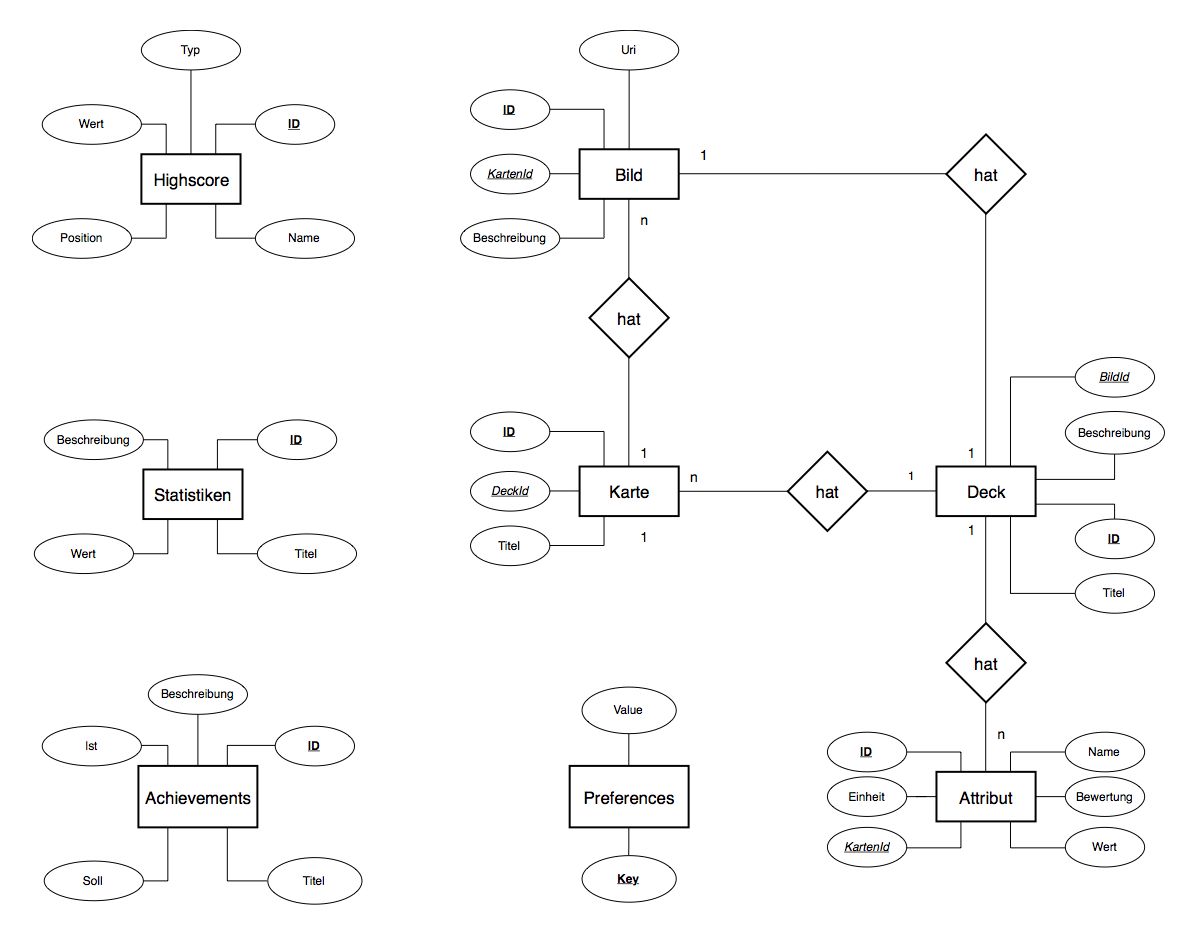 Typ
Wert
ID
Highscore
Position
Name
Uri
ID
KartenId
Bild
Beschreibung
1
n
hat
hat
Beschreibung
ID
Statistiken
Wert
Titel
ID
DeckId
Karte
Titel
1
n
1
hat
1
1
1
Deck
BildId
Beschreibung
ID
Titel
hat
n
Beschreibung
Ist
ID
Achievements
Soll
Titel
Value
Preferences
Key
ID
Einheit
KartenId
Attribut
Name
Bewertung
Wert